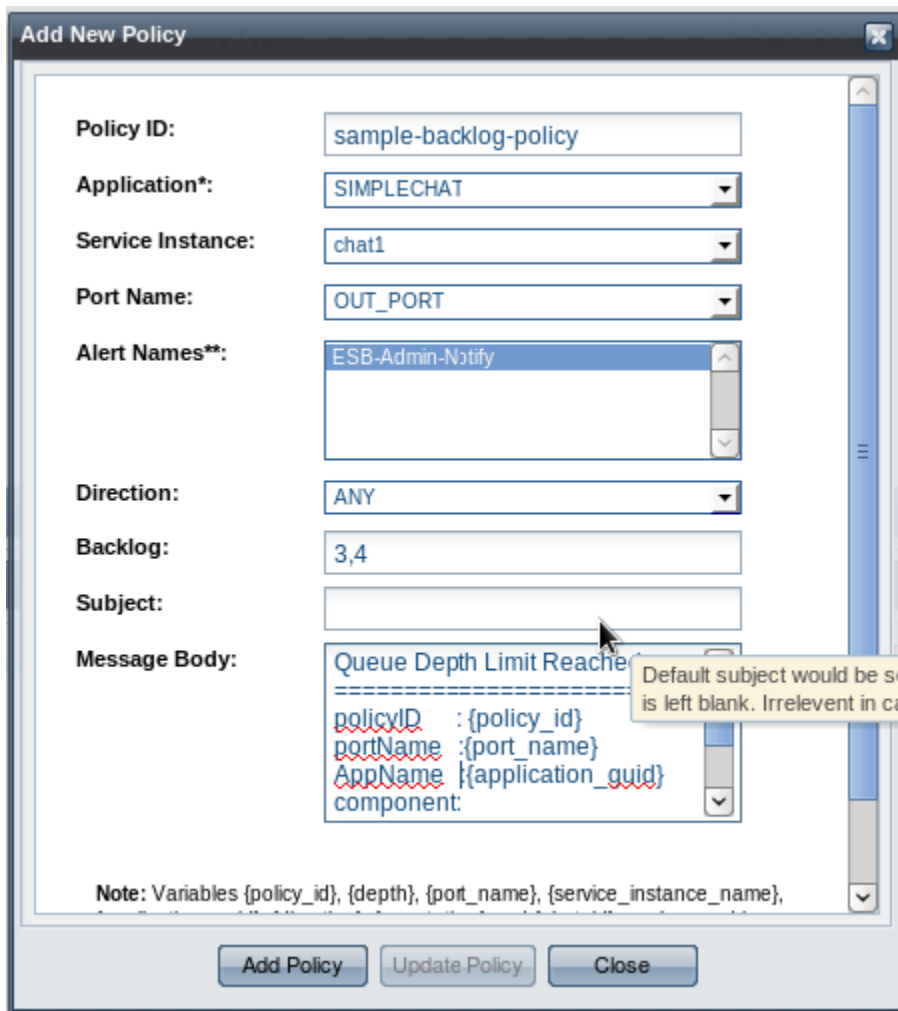 Add New Policy
Policy ID: sample-backlog-policy
Application*: SIMPLECHAT
Service Instance: chat1
Port Name: OUT_PORT
Alert Names**: ESB-Admin-Notify
Direction: ANY
Backlog: 3,4
Subject:
Message Body: Queue Depth Limit Reached
Default subject would be
=======================
is left blank. Irrelevent in
policyID : {policy_id}
portName :{port_name}
AppName :{application_guid}
component:
Note: Variables {policy_id}, {depth}, {port_name}, {service_instance_name},
Add Policy Update Policy Close